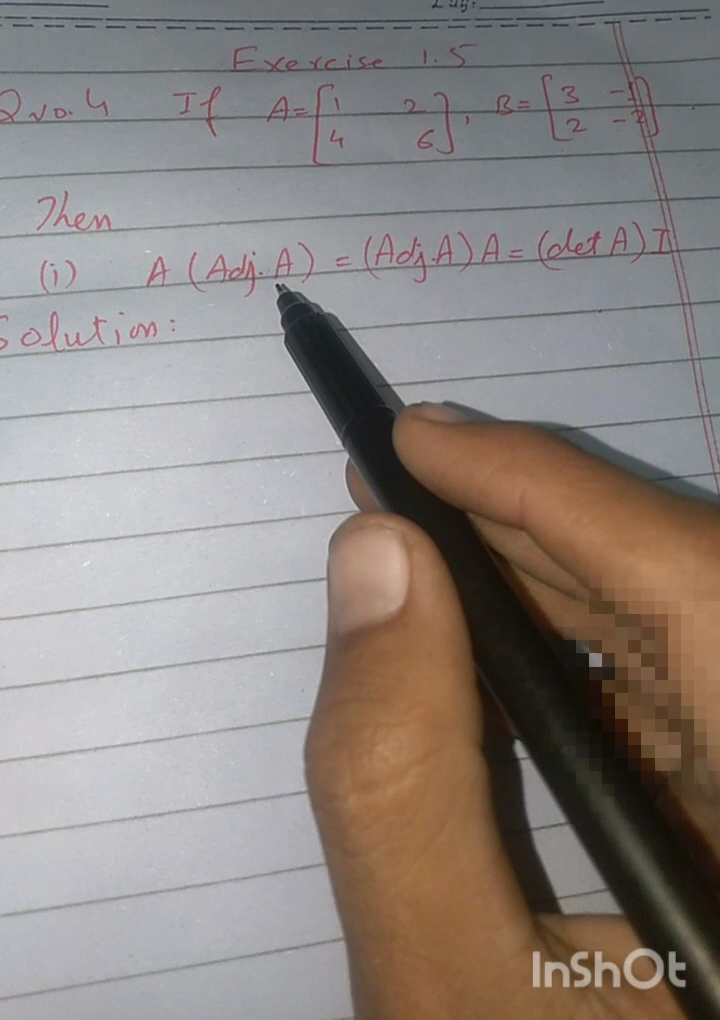 Day:
Exercise 1.5
Q No. 4 If A = [1 2], B = [3 -1]
[4 6] [2 -2]
Then
(i) A (Adj. A) = (Adj. A) A = (det A) I
Solution:
InShOt